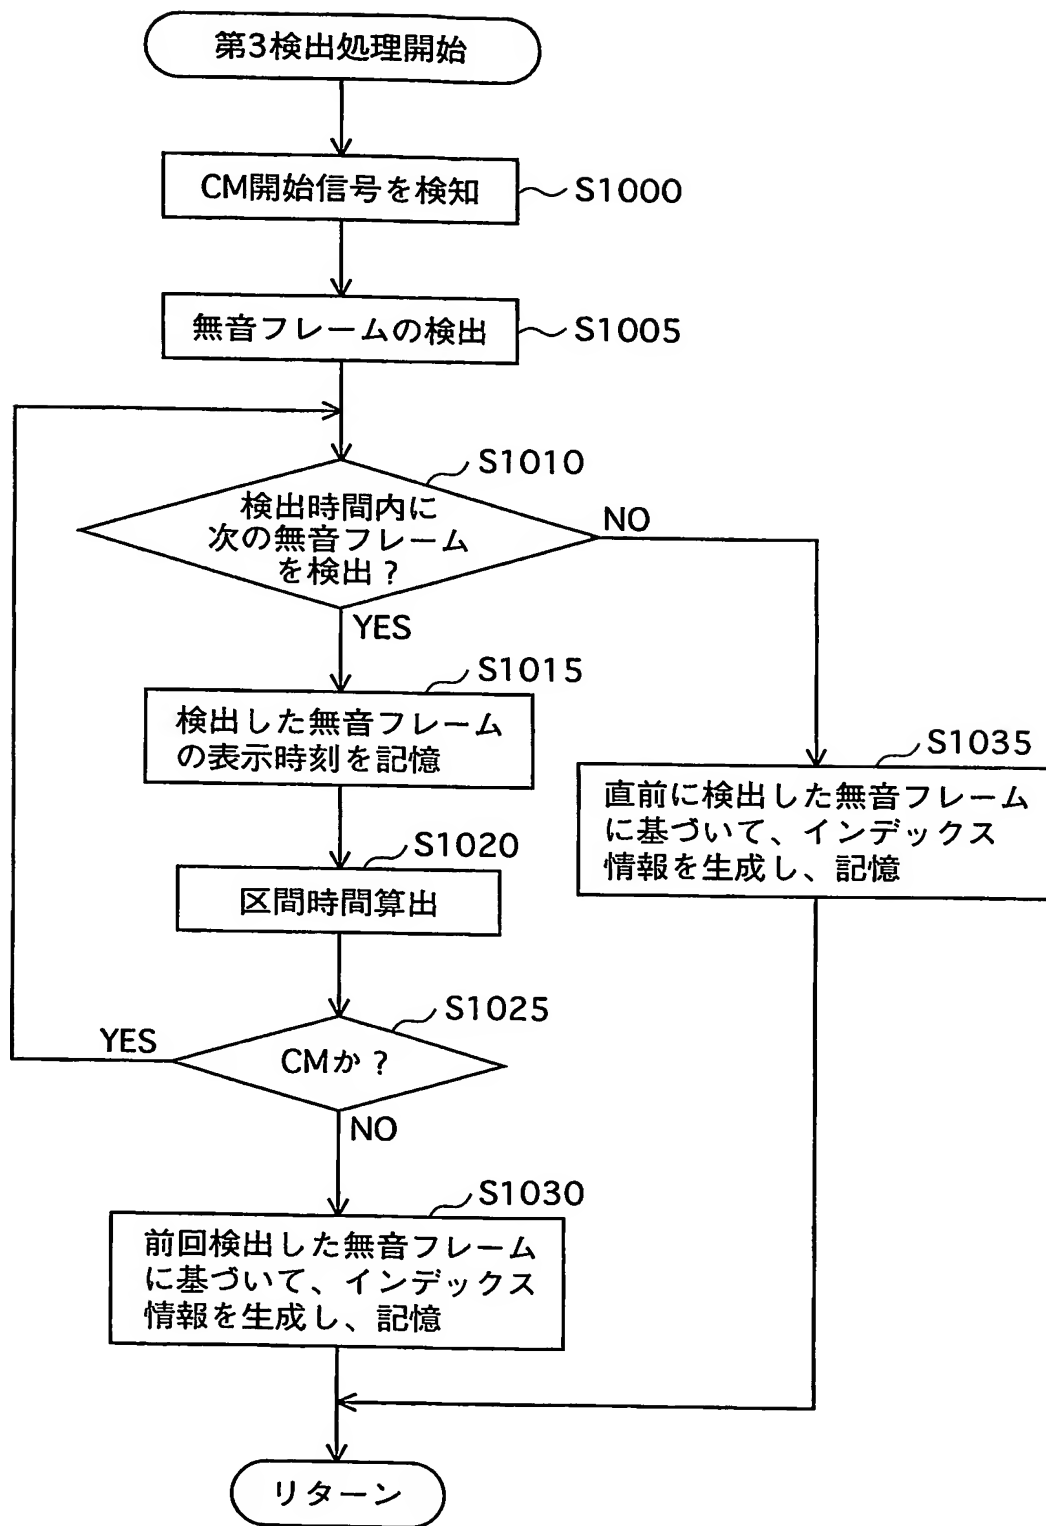 第3検出処理開始
CM開始信号を検知
S1000
無音フレームの検出
S1005
S1010
検出時間内に
次の無音フレーム
を検出?
NO
YES
S1015
検出した無音フレーム
の表示時刻を記憶
S1035
直前に検出した無音フレーム
に基づいて、インデックス
情報を生成し、記憶
S1020
区間時間算出
S1025
YES
CMか?
NO
S1030
前回検出した無音フレーム
に基づいて、インデックス
情報を生成し、記憶
リターン